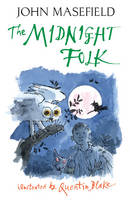 JOHN MASEFIELD
The MIDNIGHT
FOLK
illustrated by Quentin Blake